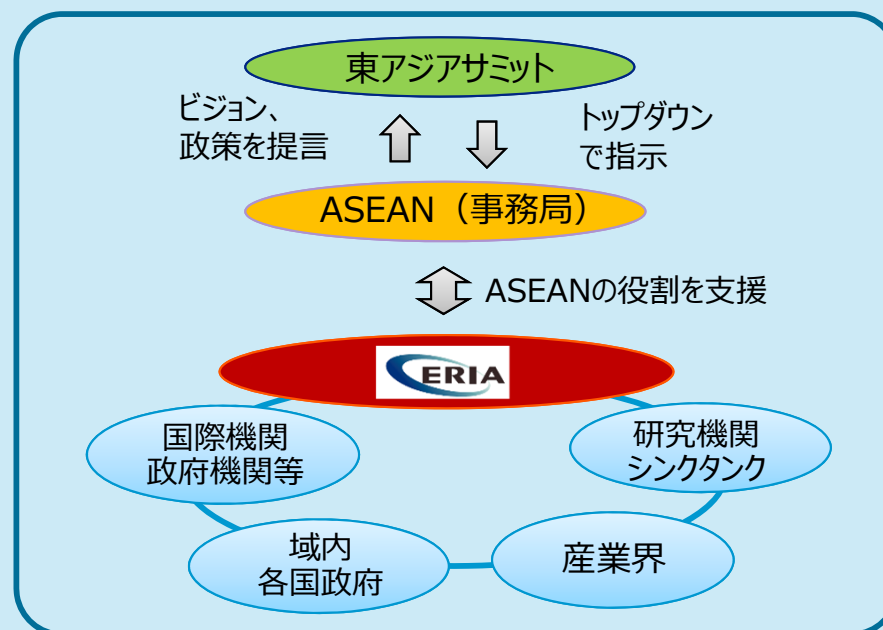 東アジアサミット
ビジョン、
政策を提言
トップダウン
で指示
ASEAN（事務局）
ASEANの役割を支援
ERIA
国際機関
政府機関等
研究機関
シンクタンク
域内
各国政府
産業界